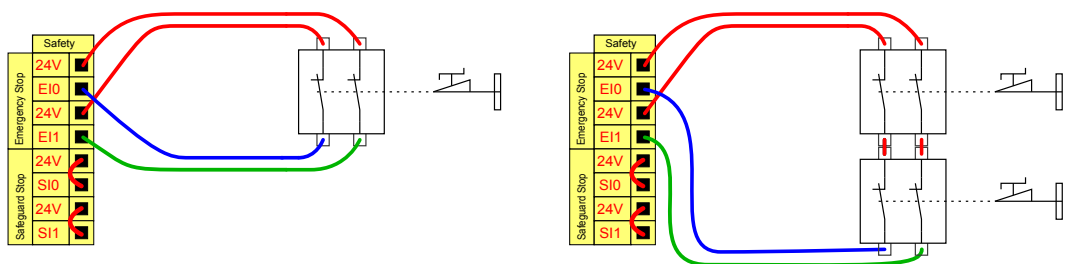 Safety
Emergency Stop
24V
EI0
24V
EI1
Safeguard Stop
24V
SI0
24V
SI1
Safety
Emergency Stop
24V
EI0
24V
EI1
Safeguard Stop
24V
SI0
24V
SI1